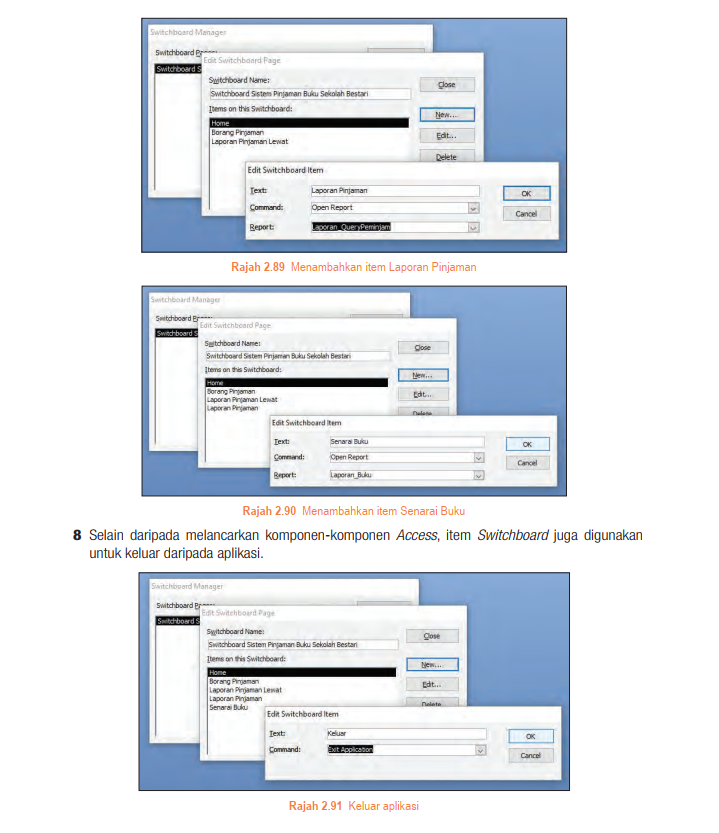 Switchboard Manager
Switchboard Pages:
Switchboard S
Edit Switchboard Page
Switchboard Name:
Switchboard Sistem Pinjaman Buku Sekolah Bestari
Items on this Switchboard:
Home
Borang Pinjaman
Laporan Pinjaman Lewat
Close
New...
Edit...
Delete
Edit Switchboard Item
Text: Laporan Pinjaman
Command: Open Report
Report: Laporan_QueryPeminjam
OK
Cancel
Rajah 2.89 Menambahkan item Laporan Pinjaman
Switchboard Manager
Switchboard Pages:
Switchboard S
Edit Switchboard Page
Switchboard Name:
Switchboard Sistem Pinjaman Buku Sekolah Bestari
Items on this Switchboard:
Home
Borang Pinjaman
Laporan Pinjaman Lewat
Laporan Pinjaman
Close
New...
Edit...
Delete
Edit Switchboard Item
Text: Senarai Buku
Command: Open Report
Report: Laporan_Buku
OK
Cancel
Rajah 2.90 Menambahkan item Senarai Buku
8 Selain daripada melancarkan komponen-komponen Access, item Switchboard juga digunakan
untuk keluar daripada aplikasi.
Switchboard Manager
Switchboard Pages:
Switchboard S
Edit Switchboard Page
Switchboard Name:
Switchboard Sistem Pinjaman Buku Sekolah Bestari
Items on this Switchboard:
Home
Borang Pinjaman
Laporan Pinjaman Lewat
Laporan Pinjaman
Senarai Buku
Close
New...
Edit...
Delete
Edit Switchboard Item
Text: Keluar
Command: Exit Application
OK
Cancel
Rajah 2.91 Keluar aplikasi